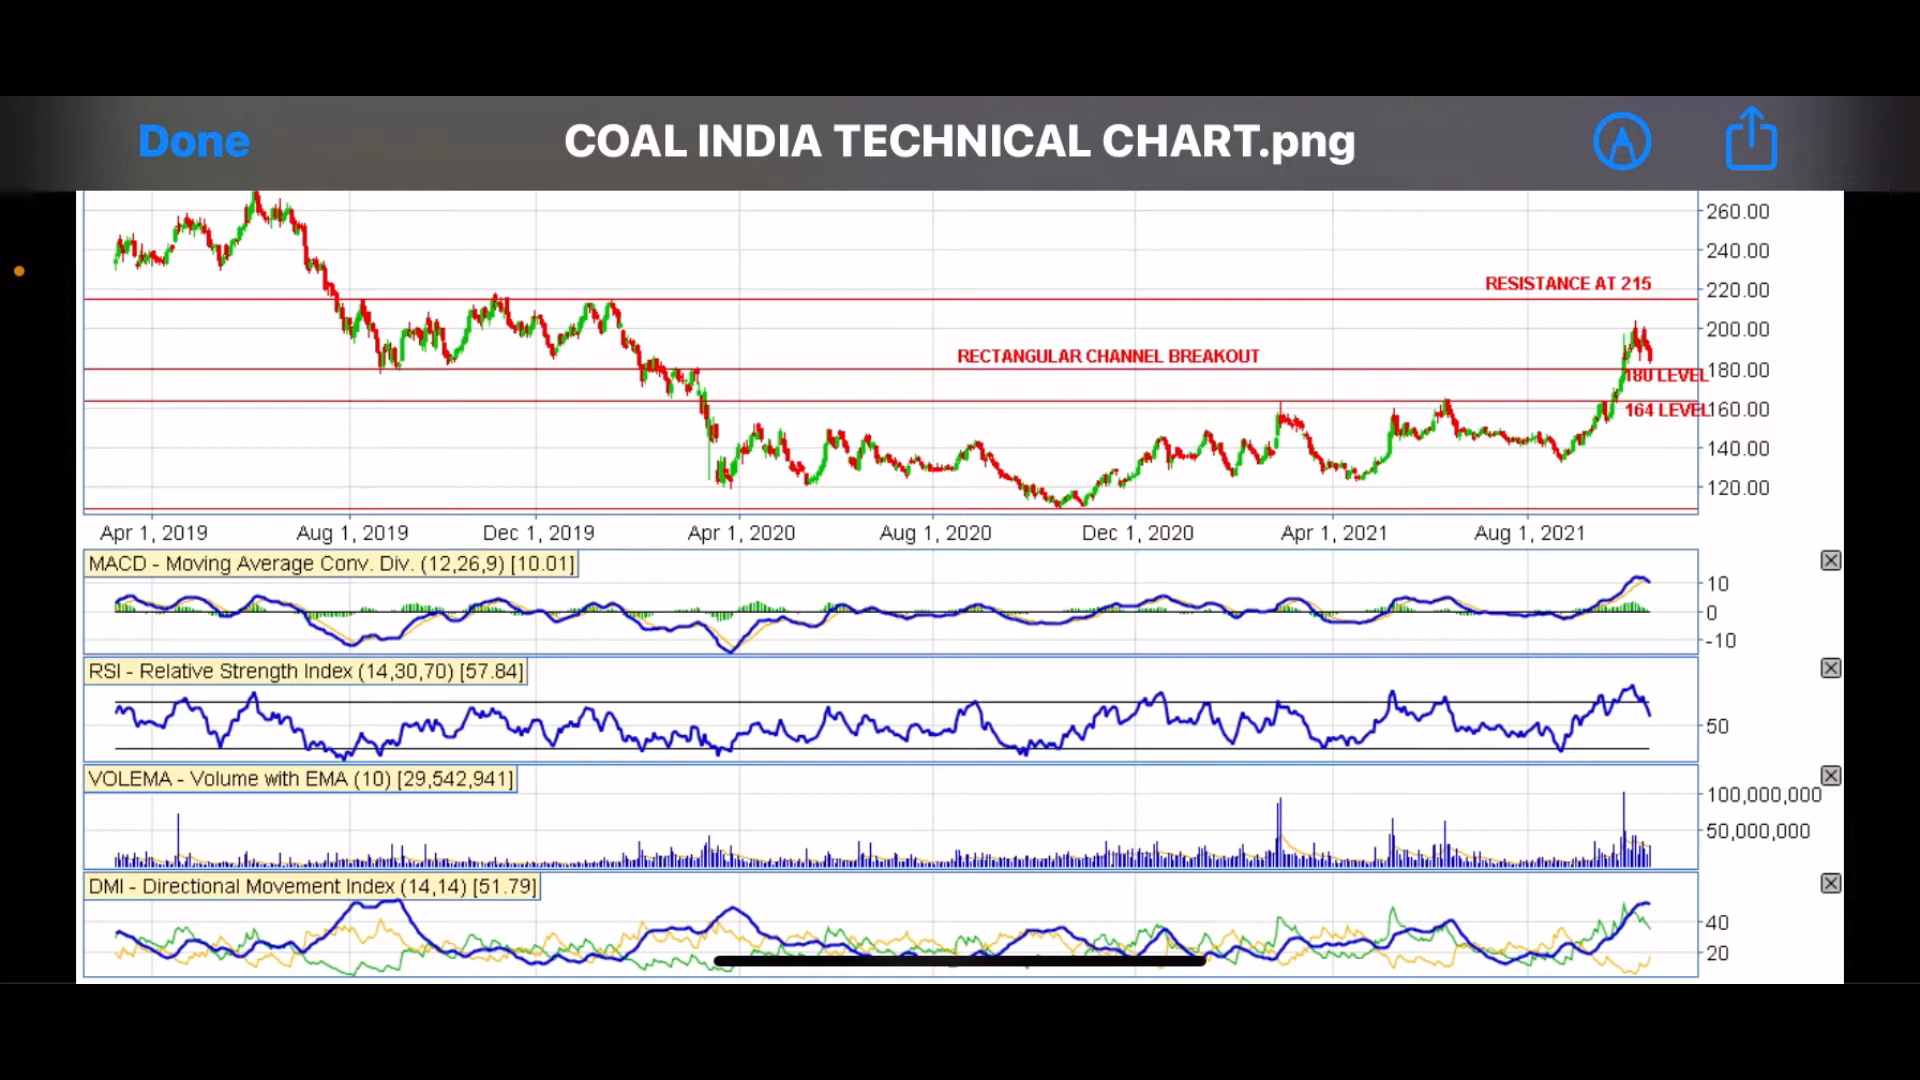 Done
COAL INDIA TECHNICAL CHART.png
260.00
240.00
RESISTANCE AT 215
220.00
200.00
RECTANGULAR CHANNEL BREAKOUT
180 LEVEL
180.00
164 LEVEL
160.00
140.00
120.00
Apr 1, 2019 Aug 1, 2019 Dec 1, 2019 Apr 1, 2020 Aug 1, 2020 Dec 1, 2020 Apr 1, 2021 Aug 1, 2021
MACD - Moving Average Conv. Div. (12,26,9) [10.01]
10
0
-10
RSI - Relative Strength Index (14,30,70) [57.84]
50
VOLEMA - Volume with EMA (10) [29,542,941]
100,000,000
50,000,000
DMI - Directional Movement Index (14,14) [51.79]
40
20